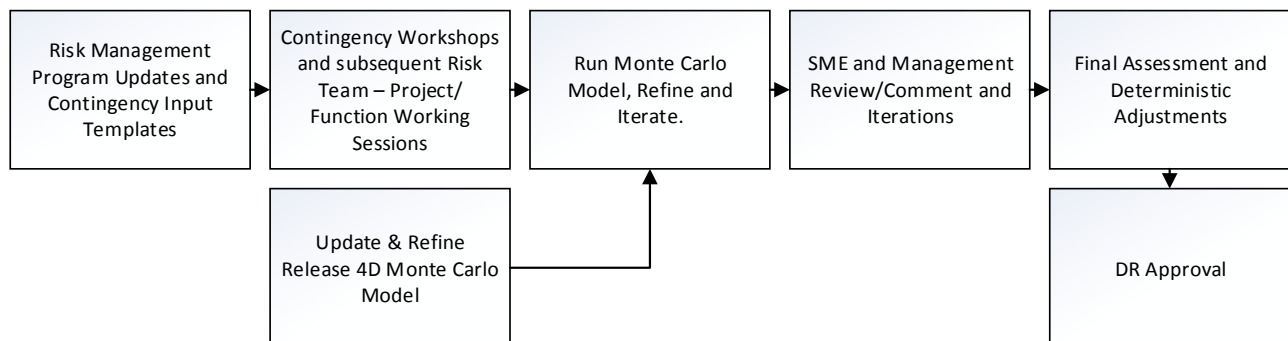 Risk Management
Program Updates and
Contingency Input
Templates
Contingency Workshops
and subsequent Risk
Team – Project/
Function Working
Sessions
Run Monte Carlo
Model, Refine and
Iterate.
SME and Management
Review/Comment and
Iterations
Final Assessment and
Deterministic
Adjustments
Update & Refine
Release 4D Monte Carlo
Model
DR Approval